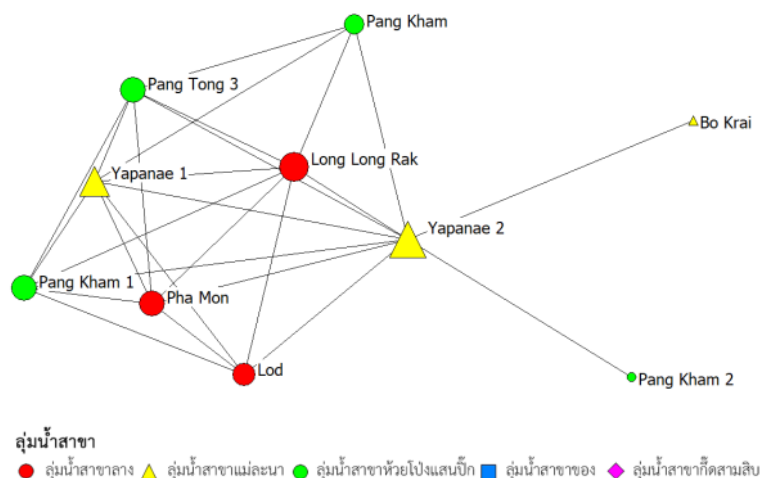 Pang Kham
Pang Tong 3
Bo Krai
Long Long Rak
Yapanae 1
Yapanae 2
Pang Kham 1
Pha Mon
Lod
Pang Kham 2
ลุ่มน้ำสาขา
ลุ่มน้ำสาขาลาง ลุ่มน้ำสาขาแม่ละนา ลุ่มน้ำสาขาห้วยโป่งแสนปิ๊ก ลุ่มน้ำสาขาของ ลุ่มน้ำสาขากึ๊ดสามสิบ